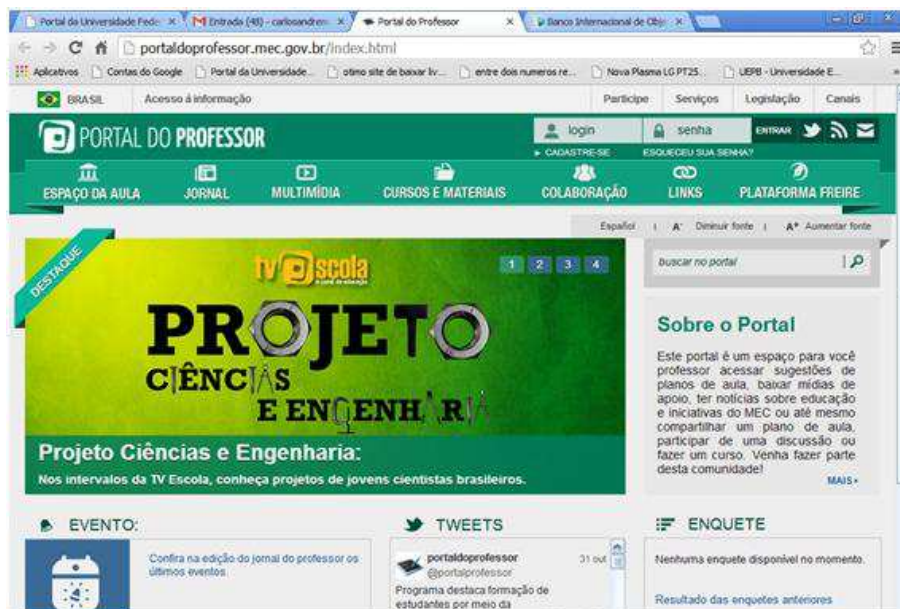 Portal da Universidade Fede
Entrada (48) - carlosandrem
Portal do Professor
Banco Internacional de Obje
portaldoprofessor.mec.gov.br/index.html
Aplicativos
Contas do Google
Portal da Universidade...
otimo site de baixar liv...
entre dois numeros re...
Nova Plasma LG PT25...
UEPB - Universidade E...
BRASIL
Acesso à informação
Participe
Serviços
Legislação
Canais
PORTAL DO PROFESSOR
login
senha
ENTRAR
CADASTRE-SE
ESQUECEU SUA SENHA?
ESPAÇO DA AULA
JORNAL
MULTIMÍDIA
CURSOS E MATERIAIS
COLABORAÇÃO
LINKS
PLATAFORMA FREIRE
Español | A- Diminuir fonte | A+ Aumentar fonte
DESTAQUE
tv escola
o canal da educação
1 2 3 4
PROJETO
CIÊNCIAS
E ENGENHARIA
Projeto Ciências e Engenharia:
Nos intervalos da TV Escola, conheça projetos de jovens cientistas brasileiros.
buscar no portal
Sobre o Portal
Este portal é um espaço para você
professor acessar sugestões de
planos de aula, baixar mídias de
apoio, ter notícias sobre educação
e iniciativas do MEC ou até mesmo
compartilhar um plano de aula,
participar de uma discussão ou
fazer um curso. Venha fazer parte
desta comunidade!
MAIS
EVENTO:
Confira na edição do jornal do professor os
últimos eventos.
TWEETS
portaldoprofessor
31 out
@portalprofessor
Programa destaca formação de
estudantes por meio da
ENQUETE
Nenhuma enquete disponível no momento.
Resultado das enquetes anteriores